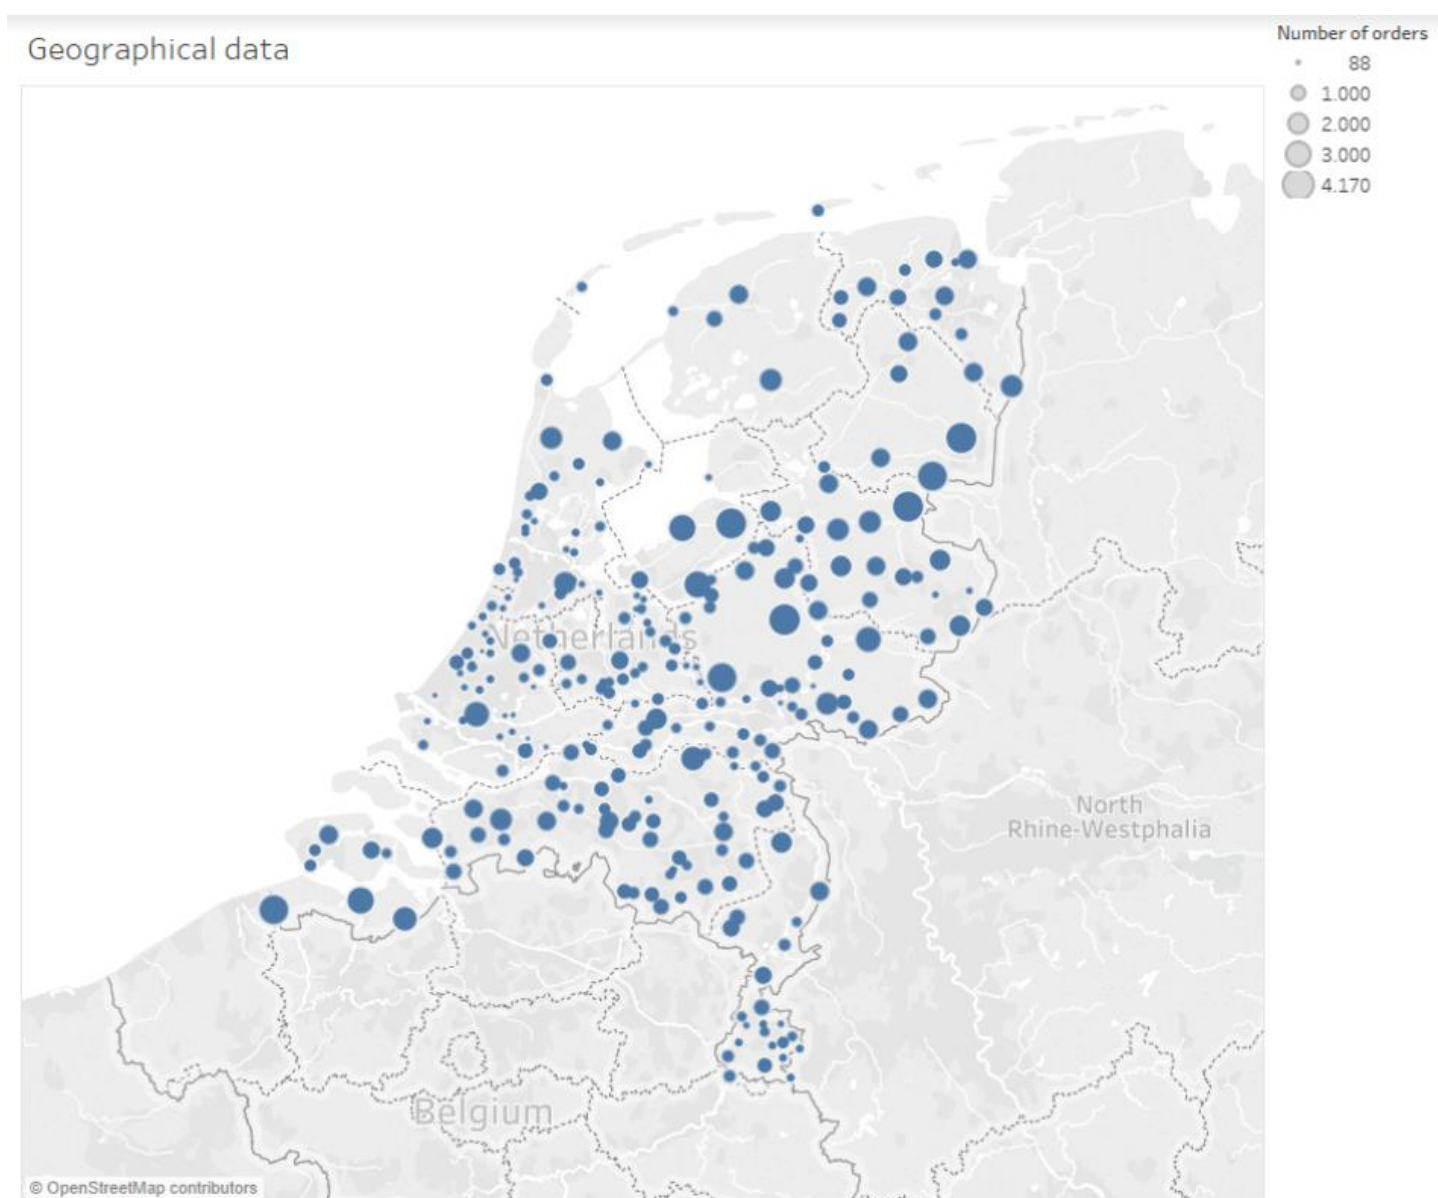 Geographical data
Number of orders
88
1.000
2.000
3.000
4.170
Netherlands
North
Rhine-Westphalia
Belgium
© OpenStreetMap contributors